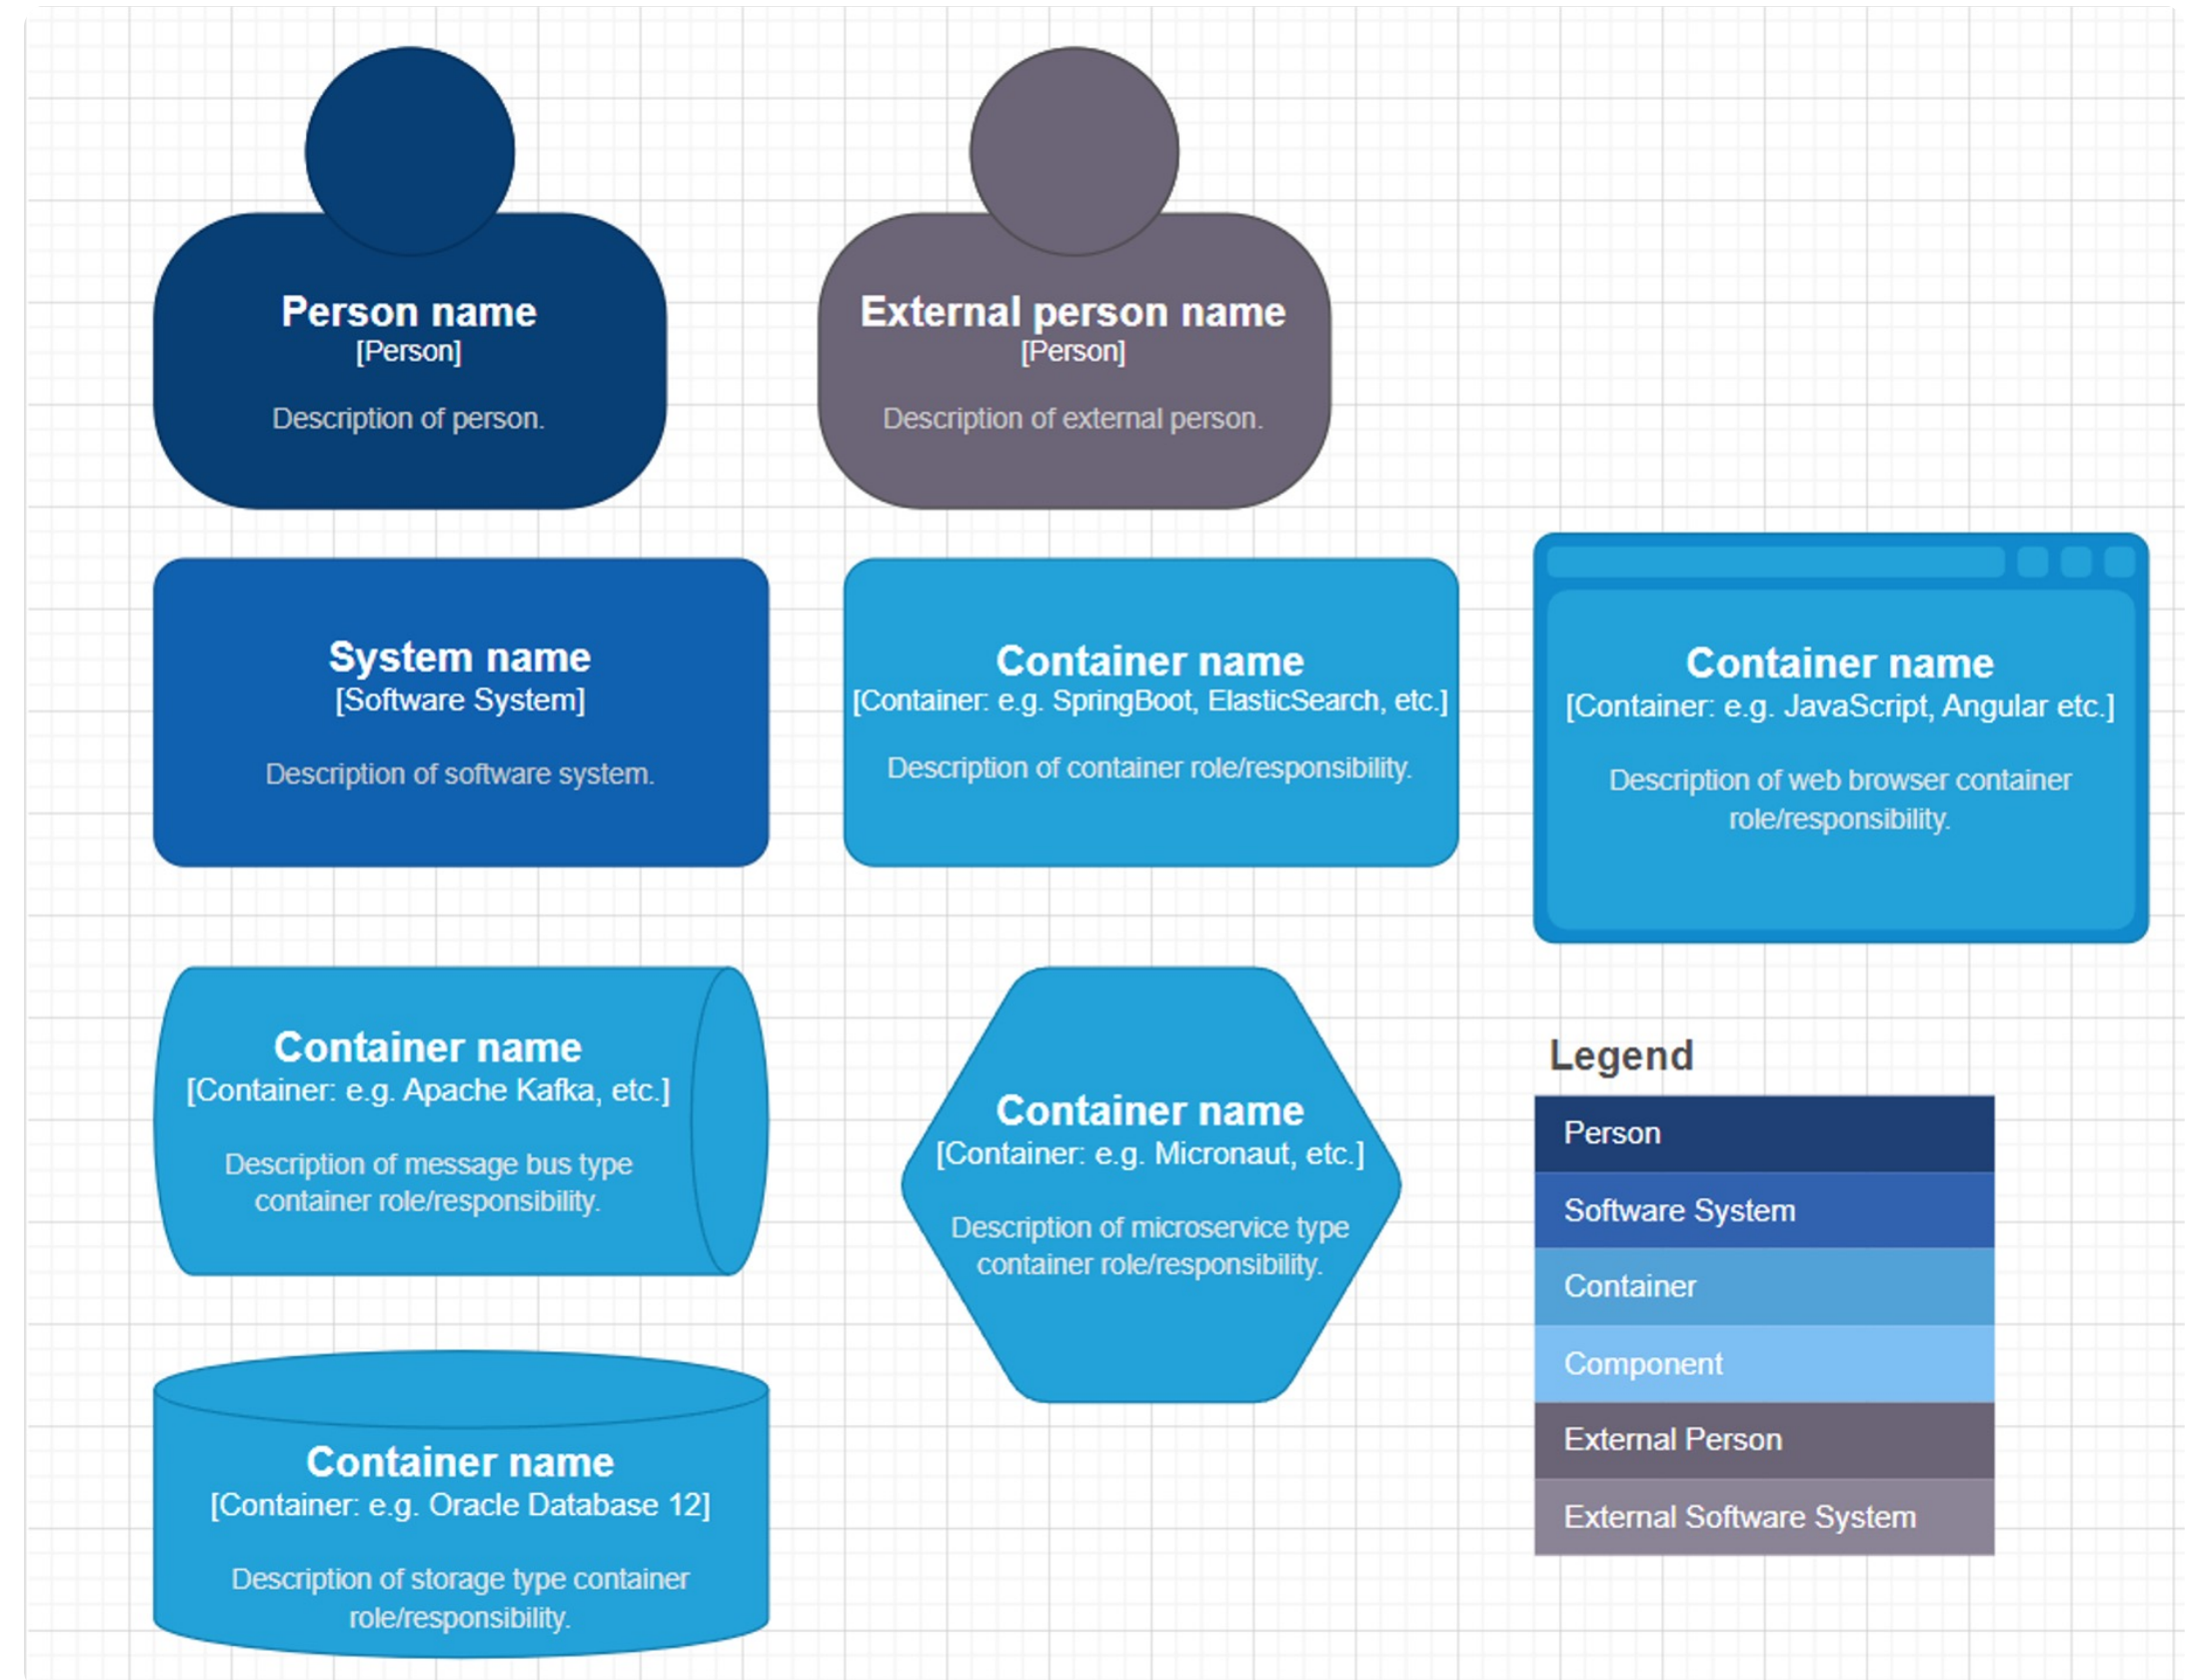 Person name
[Person]
Description of person.
External person name
[Person]
Description of external person.
System name
[Software System]
Description of software system.
Container name
[Container: e.g. SpringBoot, ElasticSearch, etc.]
Description of container role/responsibility.
Container name
[Container: e.g. JavaScript, Angular etc.]
Description of web browser container
role/responsibility.
Container name
[Container: e.g. Apache Kafka, etc.]
Description of message bus type
container role/responsibility.
Container name
[Container: e.g. Micronaut, etc.]
Description of microservice type
container role/responsibility.
Legend
Person
Software System
Container
Component
External Person
External Software System
Container name
[Container: e.g. Oracle Database 12]
Description of storage type container
role/responsibility.